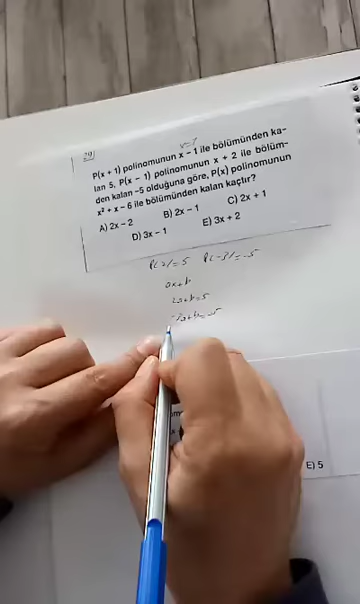 29)
x=1
P(x + 1) polinomunun x − 1 ile bölümünden ka-
lan 5, P(x − 1) polinomunun x + 2 ile bölüm-
den kalan −5 olduğuna göre, P(x) polinomunun
x² + x − 6 ile bölümünden kalan kaçtır?
A) 2x − 2 B) 2x − 1 C) 2x + 1
D) 3x − 1 E) 3x + 2
P(2) = 5 P(-3) = -5
ax+b
2a+b=5
-3a+b=-5
E) 5